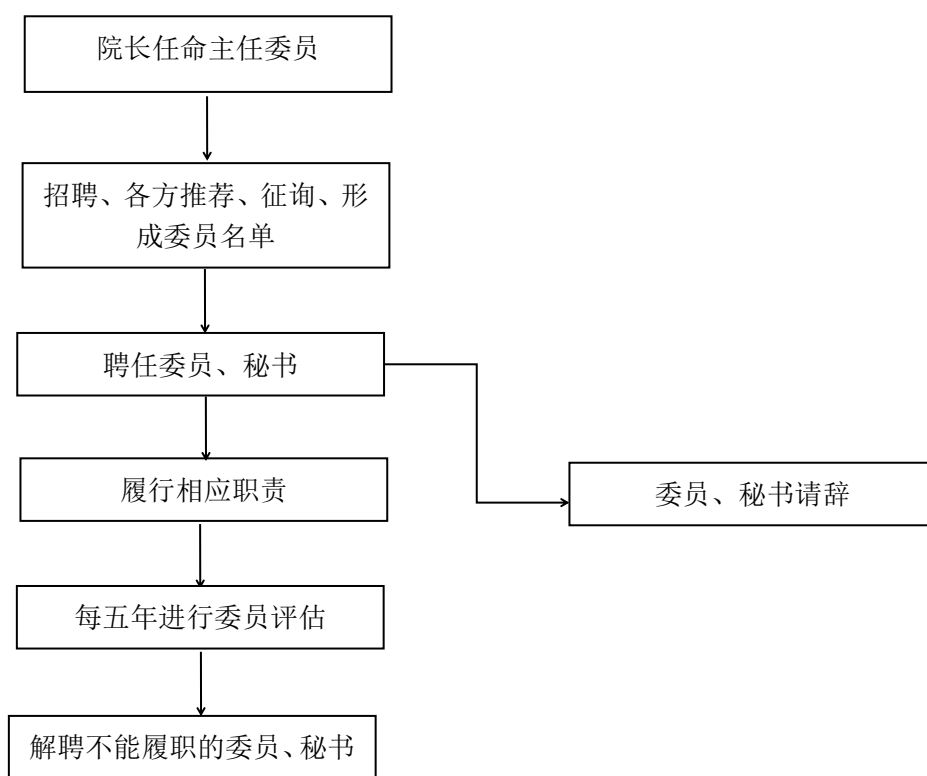 院长任命主任委员
招聘、各方推荐、征询、形
成委员名单
聘任委员、秘书
履行相应职责
委员、秘书请辞
每五年进行委员评估
解聘不能履职的委员、秘书